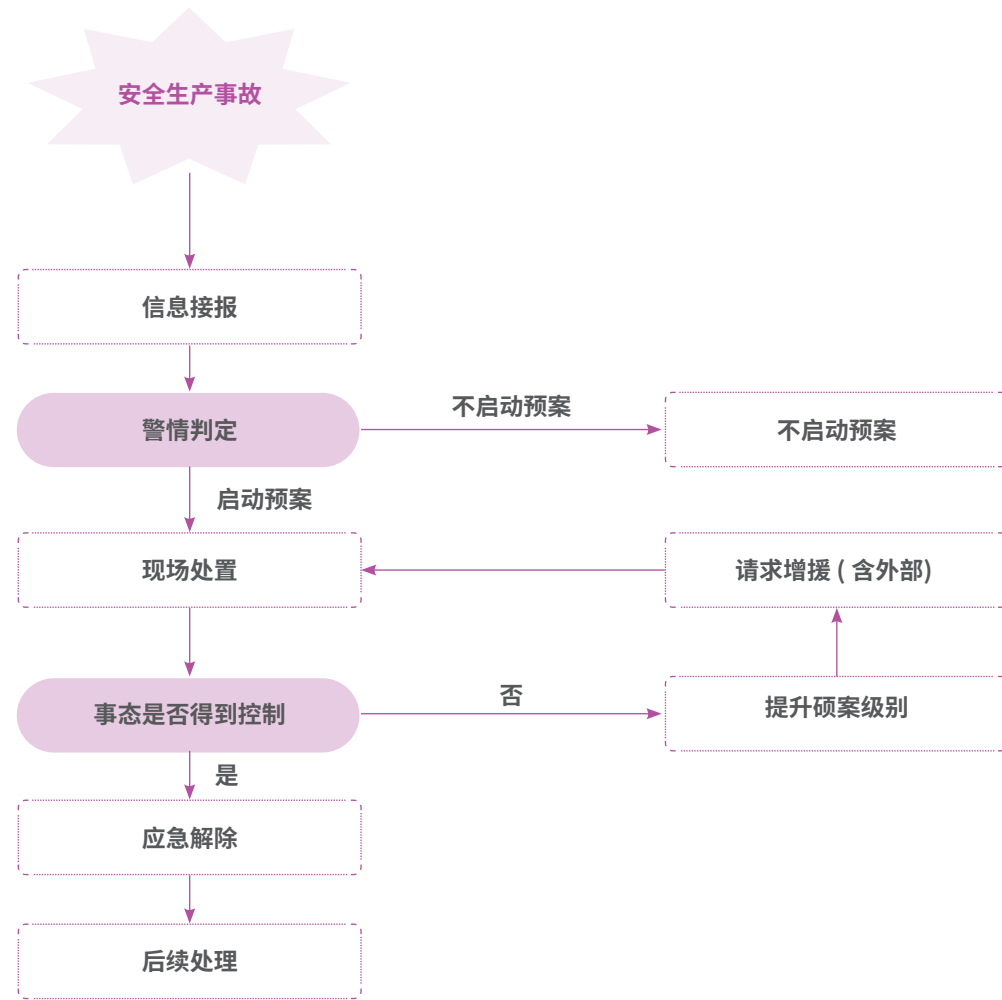 安全生产事故
信息接报
不启动预案
警情判定
不启动预案
启动预案
现场处置
请求增援 ( 含外部)
否
事态是否得到控制
提升硕案级别
是
应急解除
后续处理